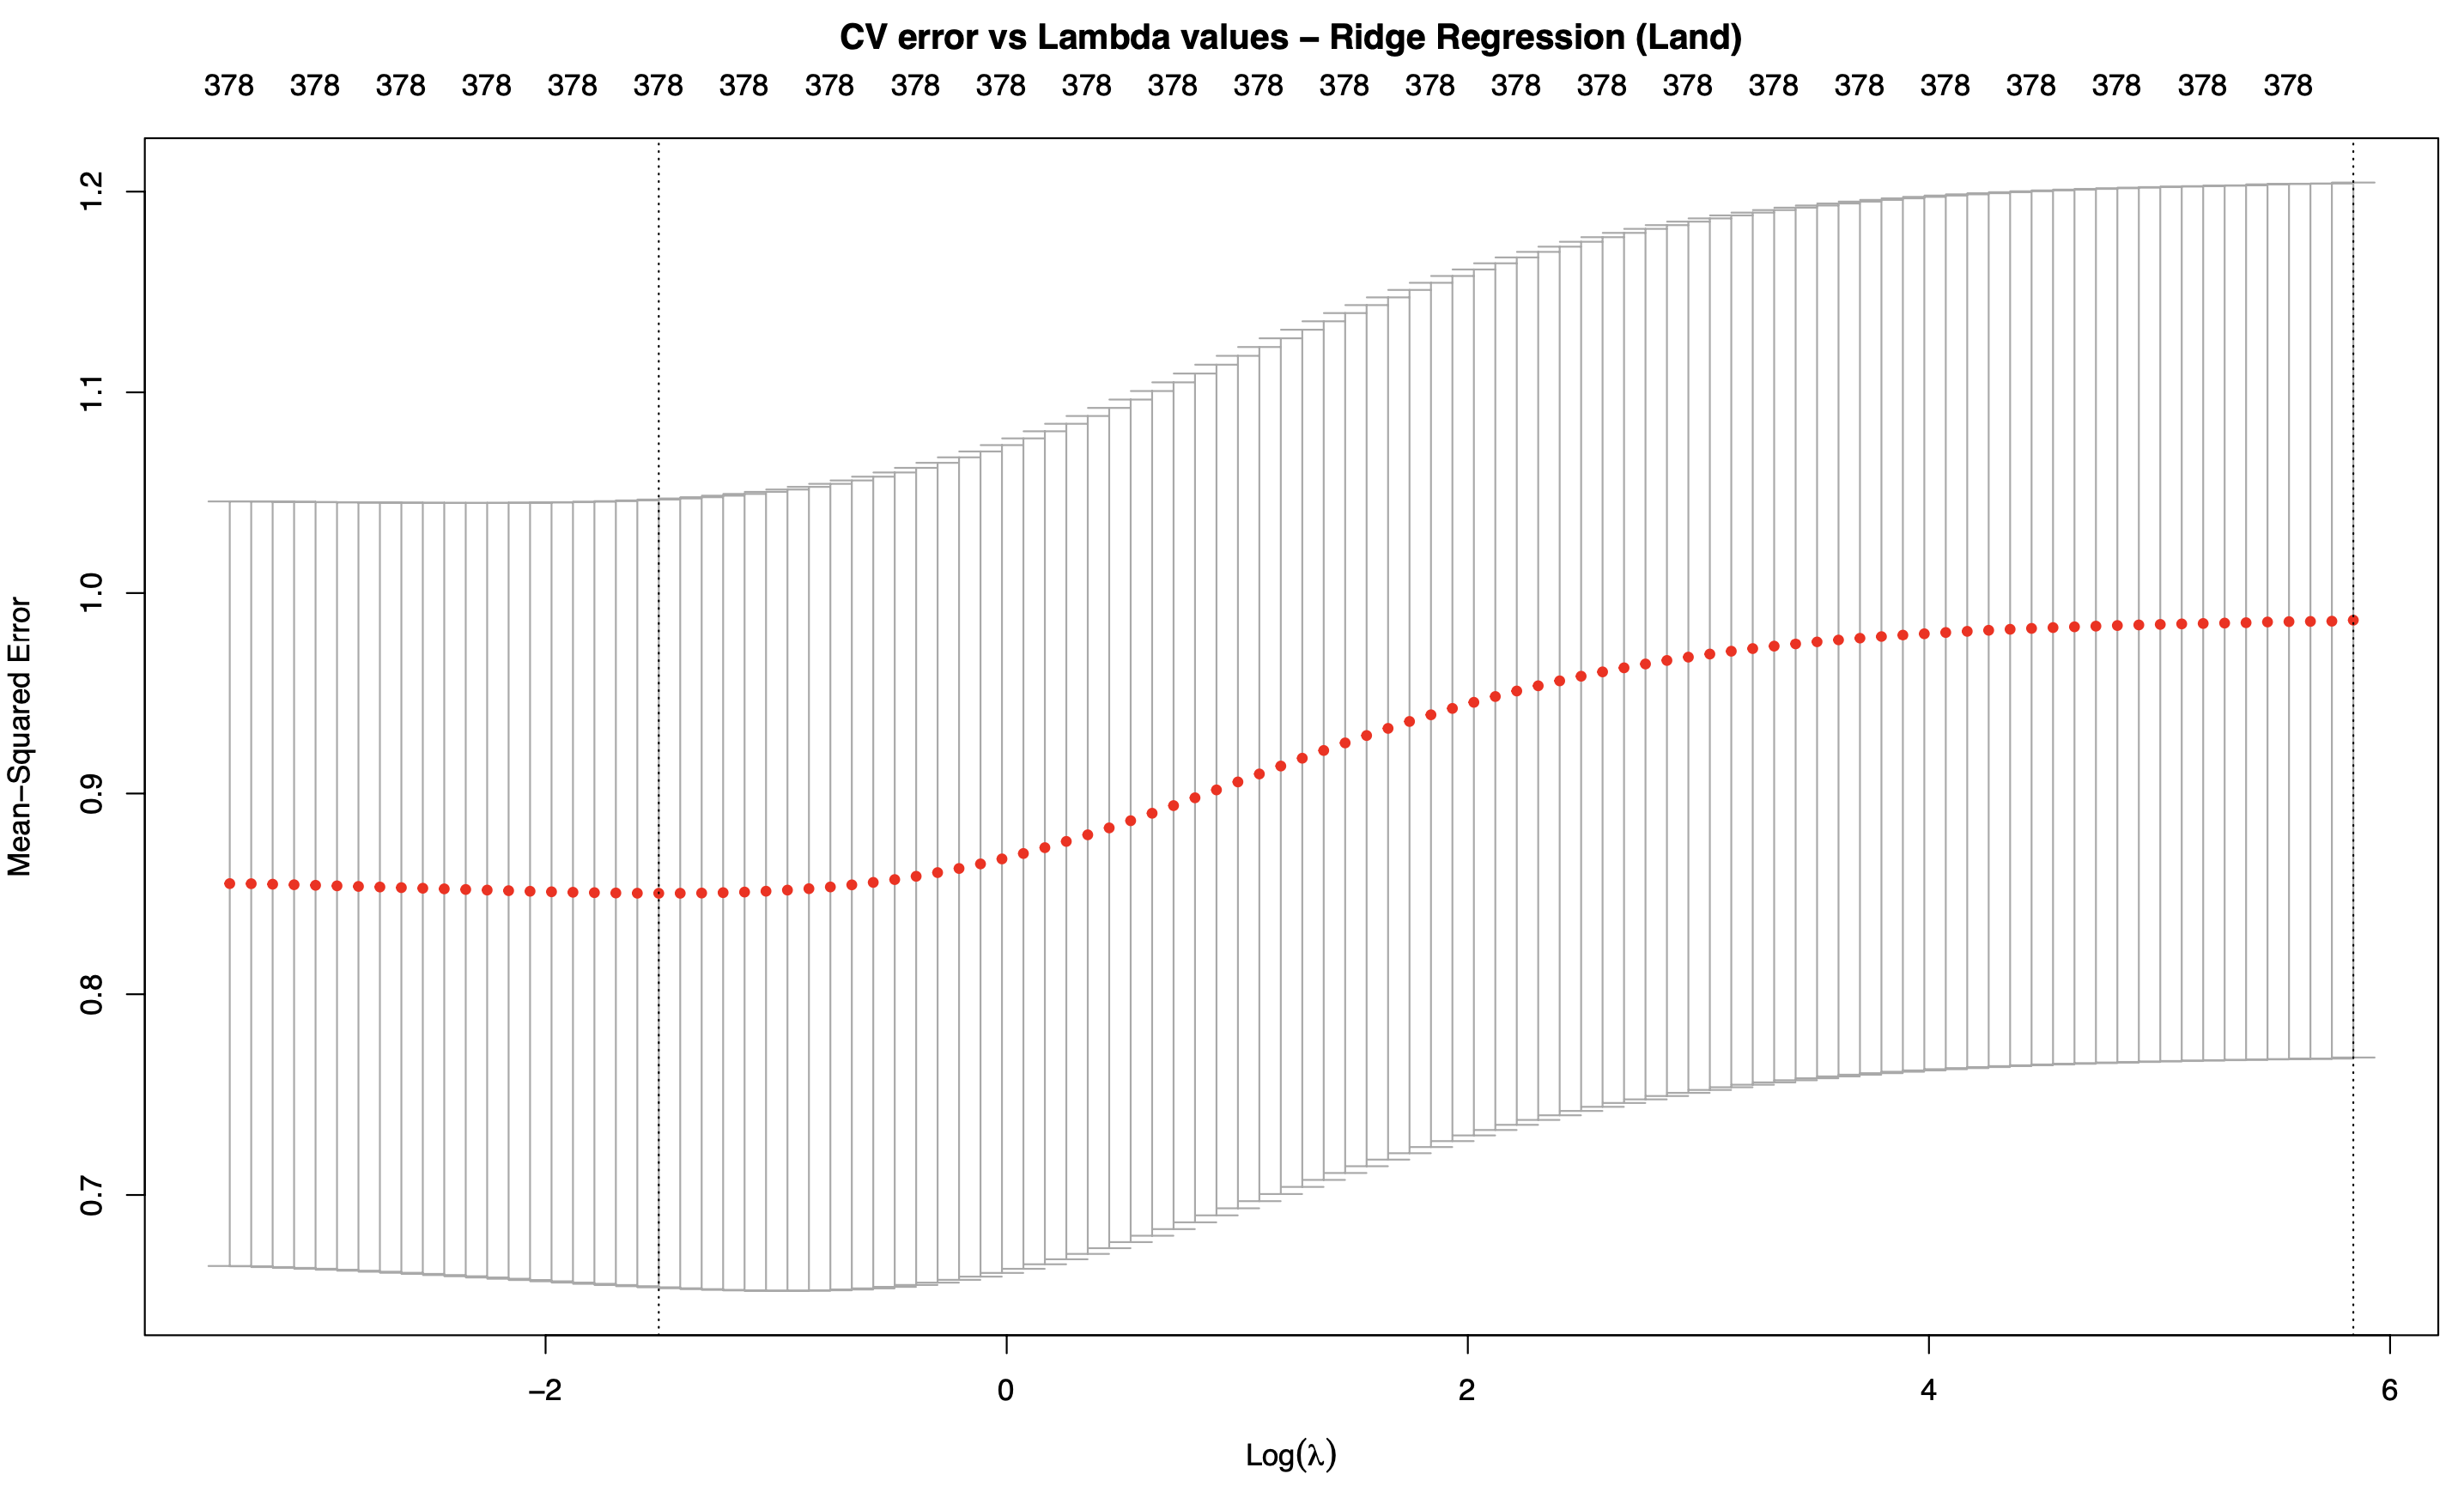 CV error vs Lambda values – Ridge Regression (Land)
378 378 378 378 378 378 378 378 378 378 378 378 378 378 378 378 378 378 378 378 378 378 378 378 378
1.2
1.1
1.0
0.9
0.8
0.7
Mean–Squared Error
–2 0 2 4 6
Log(λ)